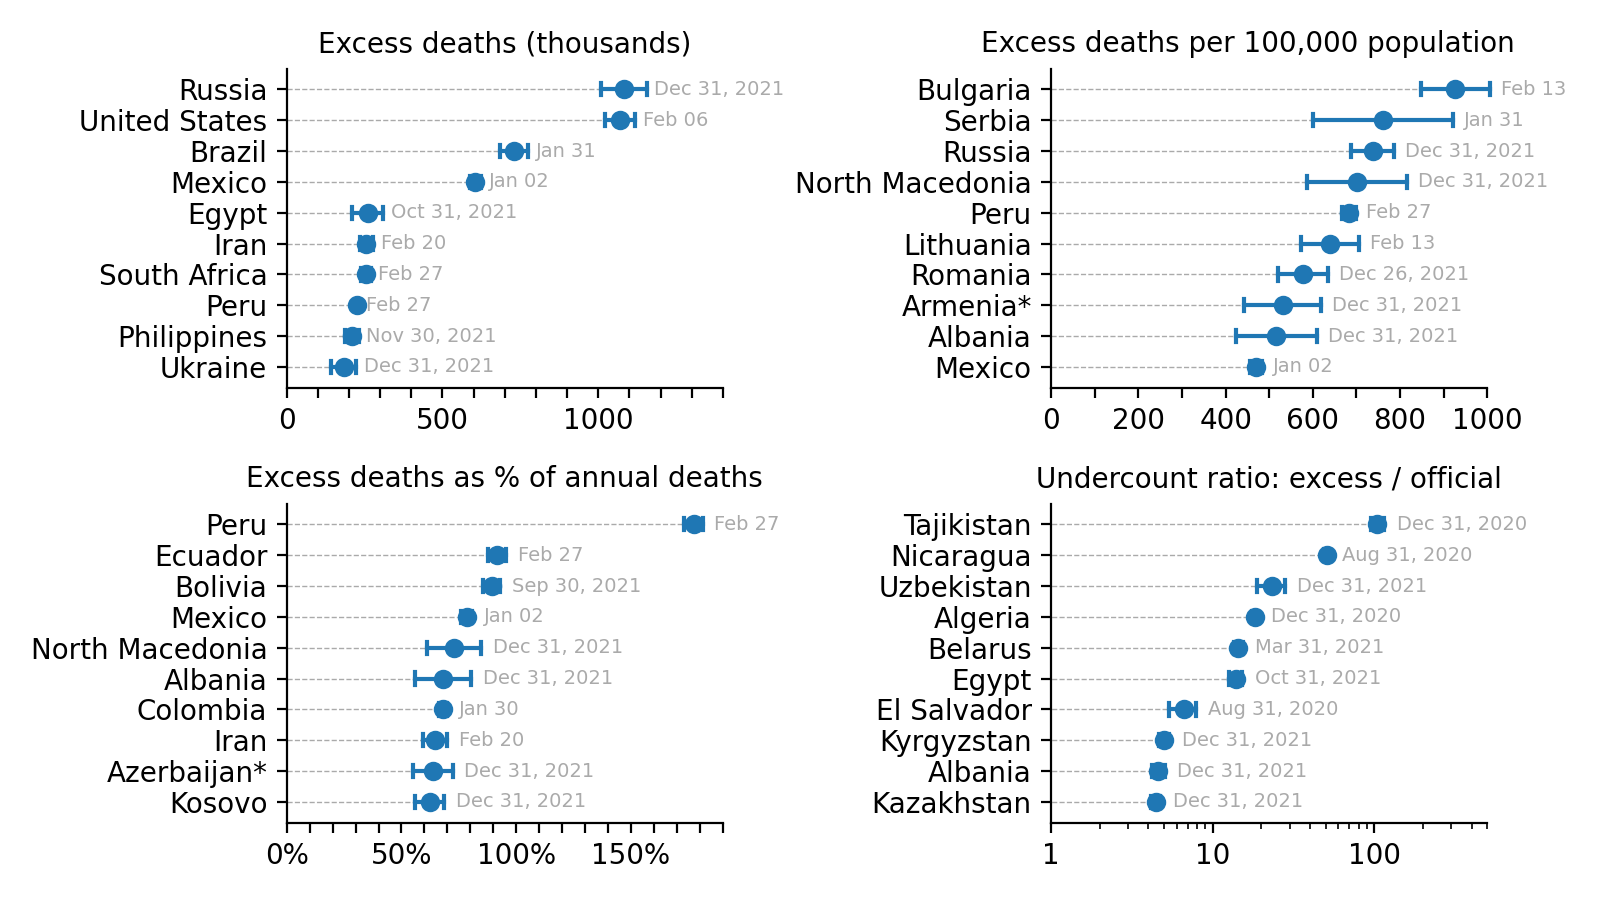 Excess deaths (thousands)
Russia Dec 31, 2021
United States Feb 06
Brazil Jan 31
Mexico Jan 02
Egypt Oct 31, 2021
Iran Feb 20
South Africa Feb 27
Peru Feb 27
Philippines Nov 30, 2021
Ukraine Dec 31, 2021
0 500 1000
Excess deaths per 100,000 population
Bulgaria Feb 13
Serbia Jan 31
Russia Dec 31, 2021
North Macedonia Dec 31, 2021
Peru Feb 27
Lithuania Feb 13
Romania Dec 26, 2021
Armenia* Dec 31, 2021
Albania Dec 31, 2021
Mexico Jan 02
0 200 400 600 800 1000
Excess deaths as % of annual deaths
Peru Feb 27
Ecuador Feb 27
Bolivia Sep 30, 2021
Mexico Jan 02
North Macedonia Dec 31, 2021
Albania Dec 31, 2021
Colombia Jan 30
Iran Feb 20
Azerbaijan* Dec 31, 2021
Kosovo Dec 31, 2021
0% 50% 100% 150%
Undercount ratio: excess / official
Tajikistan Dec 31, 2020
Nicaragua Aug 31, 2020
Uzbekistan Dec 31, 2021
Algeria Dec 31, 2020
Belarus Mar 31, 2021
Egypt Oct 31, 2021
El Salvador Aug 31, 2020
Kyrgyzstan Dec 31, 2021
Albania Dec 31, 2021
Kazakhstan Dec 31, 2021
1 10 100